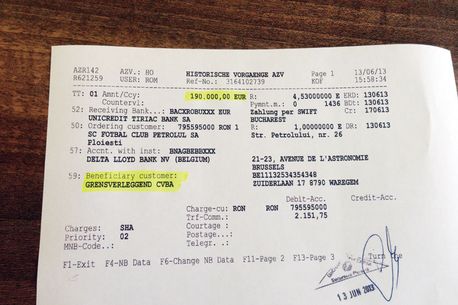 AZR142 AZV.: HO HISTORISCHE VORGAENGE AZV Page 1 13/06/13
R621259 USER: ROM Ref-No.: 3164102739 KOF 15:58:34
TT: 01 Amnt/Ccy: 190.000,00 EUR R: 4,53000000 E ERD: 130613
Countervl: Pymnt.m.: 0 1436 Bdt: 130613
52: Receiving Bank..: BACXROBUXXX EUR Zahlung per SWIFT Cr: 170613
UNICREDIT TIRIAC BANK SA BUCHAREST
50: Ordering customer: 795595000 RON 1 R: 1,00000000 E Dr: 130613
SC FOTBAL CLUB PETROLUL SA Str. Petrolului, nr. 26
Ploiesti
57: Accnt. with inst: BNAGBEBBXXX
DELTA LLOYD BANK NV (BELGIUM) 21-23, AVENUE DE L'ASTRONOMIE
BRUSSELS
59: Beneficiary customer: BE11132534354348
GRENSVERLEGGEND CVBA ZUIDERLAAN 17 8790 WAREGEM
Debit-Acc. Credit-Acc.
Charge-cu: RON RON 795595000
Trf-Comm.: 2.151,75
Charges: SHA Courtage :
Priority: 02 Postage..:
MNB-Code..: Telegr. .:
F1-Exit F4-NB Data F6-Change NB Data F11-Page 2 F13-Page 3
13 JUN 2013